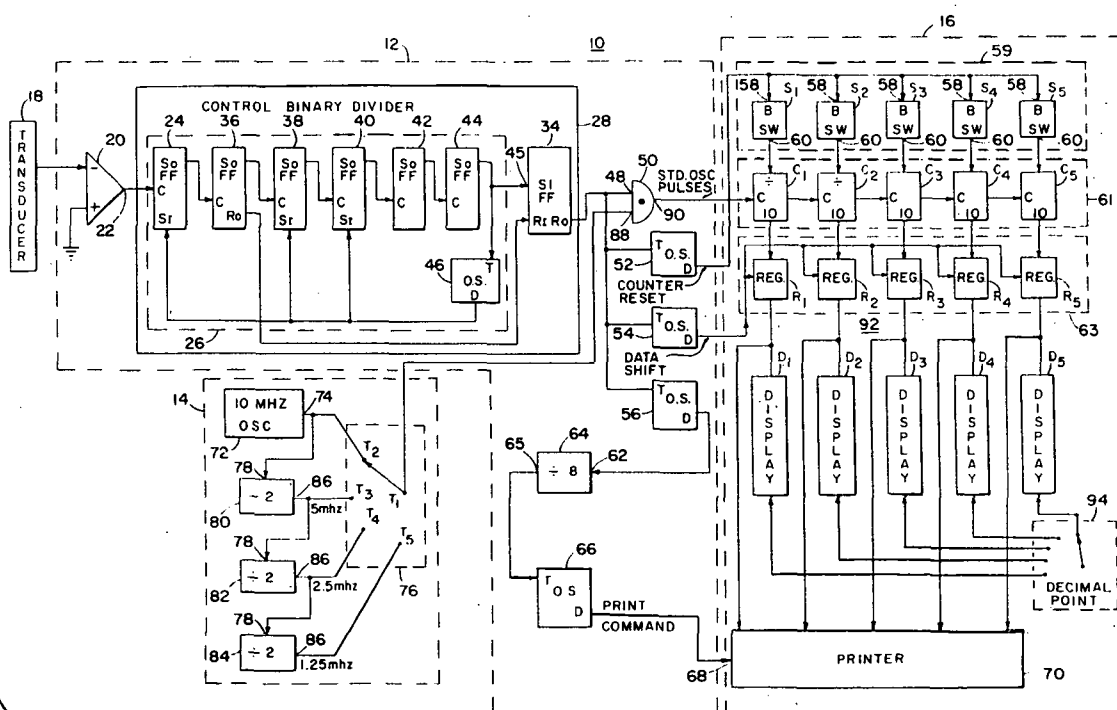 12
10
16
59
18
TRANSDUCER
20
22
CONTROL BINARY DIVIDER
24 36 38 40 42 44
28
34
So FF C S1
So FF C Ro
So FF C S1
So FF C S1
So FF C
So FF C
45
S1 FF R1 Ro
46
T O.S. D
26
48
50
STD. OSC PULSES
90
88
T O.S. D
52
COUNTER RESET
T O.S. D
54
DATA SHIFT
T O.S. D
56
58 S1 58 S2 58 S3 58 S4 58 S5
B SW B SW B SW B SW B SW
60 60 60 60 60
C1 C2 C3 C4 C5
÷ C 10
÷ C 10
C 10
C 10
C 10
61
REG. REG. REG. REG. REG.
R1 R2 R3 R4 R5
92
63
D1 D2 D3 D4 D5
DISPLAY DISPLAY DISPLAY DISPLAY DISPLAY
94
DECIMAL POINT
14
10 MHZ OSC
74
72
78
÷ 2
86
5mhz
80
78
÷ 2
86
2.5mhz
82
78
÷ 2
86
1.25mhz
84
T2
T3
T1
T4
T5
76
65
64
÷ 8
62
66
T O S D
PRINT COMMAND
68
PRINTER
70